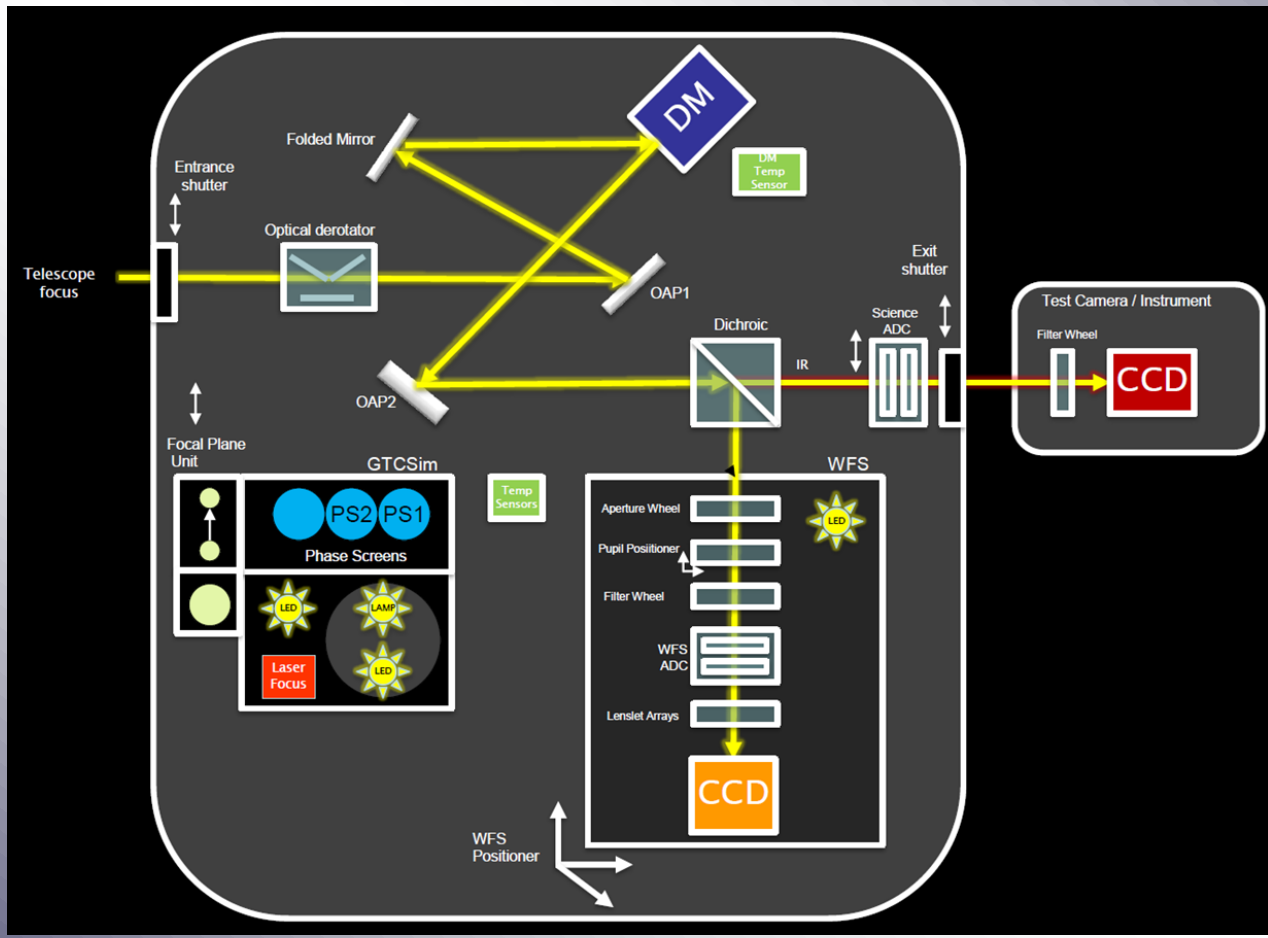 DM
Folded Mirror
DM
Temp
Sensor
Entrance
shutter
Optical derotator
Telescope
focus
OAP1
Exit
shutter
Test Camera / Instrument
Science
ADC
Dichroic
Filter Wheel
IR
CCD
OAP2
Focal Plane
Unit
GTCSim
WFS
Temp
Sensors
PS2
PS1
Phase Screens
Aperture Wheel
LED
Pupil Posiitioner
Filter Wheel
LED
LAMP
WFS
ADC
Laser
Focus
LED
Lenslet Arrays
CCD
WFS
Positioner